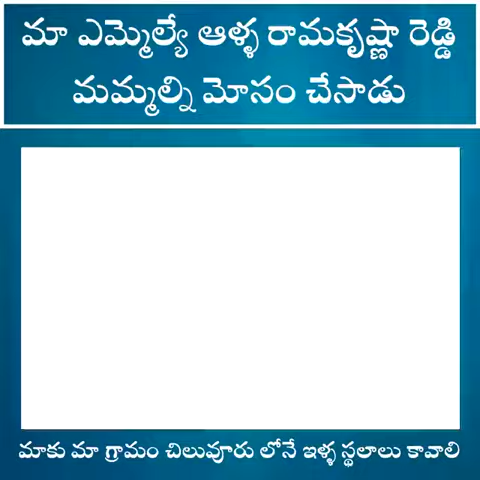 మా ఎమ్మెల్యే ఆళ్ళ రామకృష్ణా రెడ్డి
మమ్మల్ని మోసం చేసాడు
మాకు మా గ్రామం చిలువూరు లోనే ఇళ్ళ స్థలాలు కావాలి